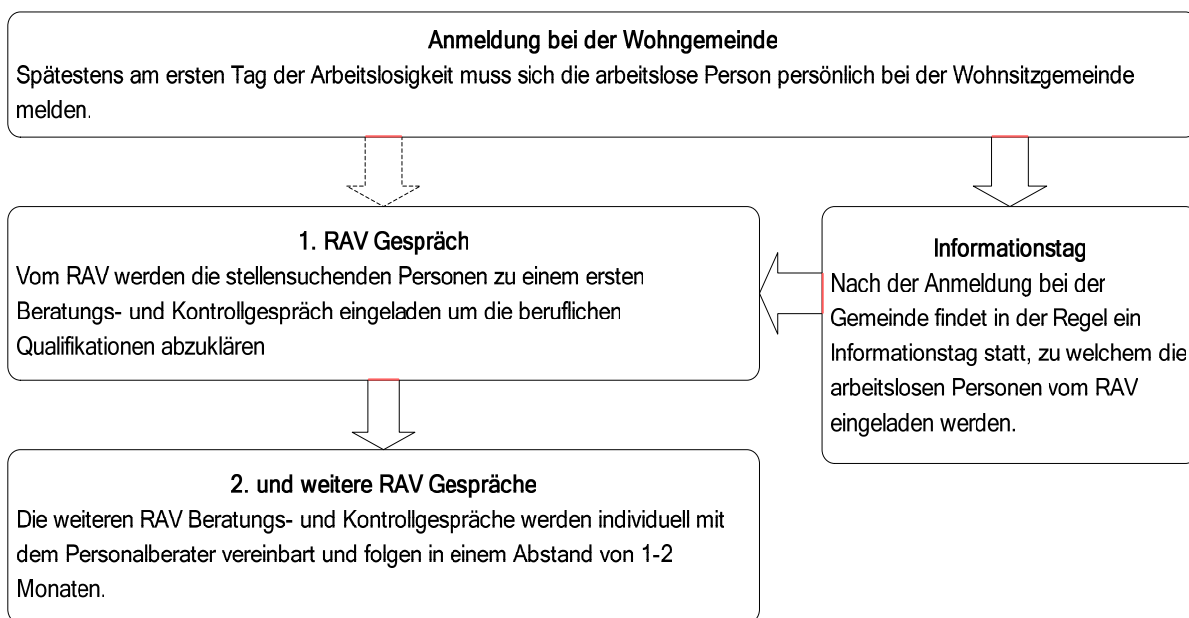 Anmeldung bei der Wohngemeinde
Spätestens am ersten Tag der Arbeitslosigkeit muss sich die arbeitslose Person persönlich bei der Wohnsitzgemeinde
melden.
1. RAV Gespräch
Vom RAV werden die stellensuchenden Personen zu einem ersten
Beratungs- und Kontrollgespräch eingeladen um die beruflichen
Qualifikationen abzuklären
Informationstag
Nach der Anmeldung bei der
Gemeinde findet in der Regel ein
Informationstag statt, zu welchem die
arbeitslosen Personen vom RAV
eingeladen werden.
2. und weitere RAV Gespräche
Die weiteren RAV Beratungs- und Kontrollgespräche werden individuell mit
dem Personalberater vereinbart und folgen in einem Abstand von 1-2
Monaten.